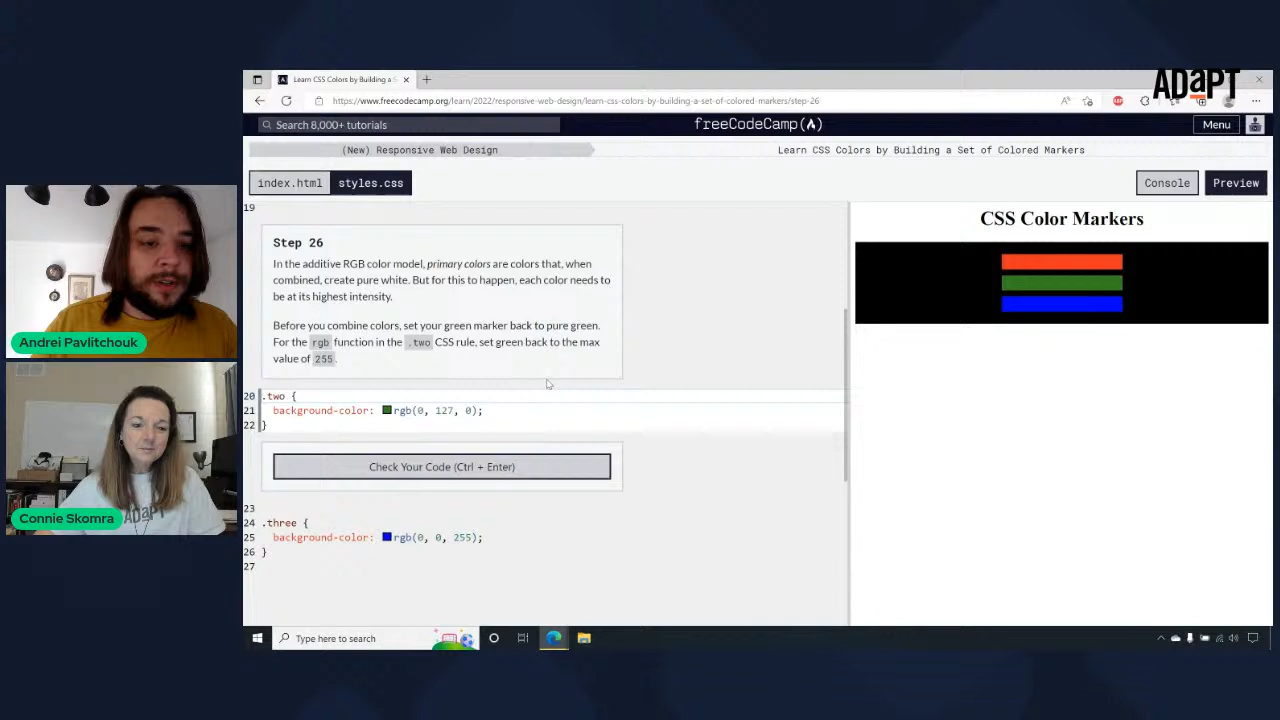 ADaPT
Learn CSS Colors by Building a S
https://www.freecodecamp.org/learn/2022/responsive-web-design/learn-css-colors-by-building-a-set-of-colored-markers/step-26
Search 8,000+ tutorials
freeCodeCamp
Menu
(New) Responsive Web Design
Learn CSS Colors by Building a Set of Colored Markers
index.html
styles.css
Console
Preview
19
Step 26
In the additive RGB color model, primary colors are colors that, when
combined, create pure white. But for this to happen, each color needs to
be at its highest intensity.
Before you combine colors, set your green marker back to pure green.
For the rgb function in the .two CSS rule, set green back to the max
value of 255.
20 .two {
21 background-color: rgb(0, 127, 0);
22 }
Check Your Code (Ctrl + Enter)
23
24 .three {
25 background-color: rgb(0, 0, 255);
26 }
27
CSS Color Markers
Andrei Pavlitchouk
ADaPT
Connie Skomra
Type here to search